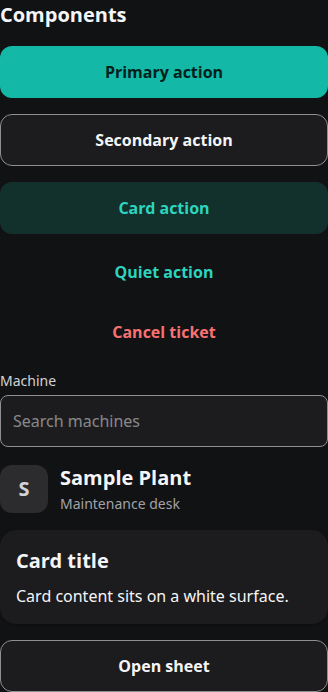 Components
Primary action
Secondary action
Card action
Quiet action
Cancel ticket
Machine
Search machines
S
Sample Plant
Maintenance desk
Card title
Card content sits on a white surface.
Open sheet